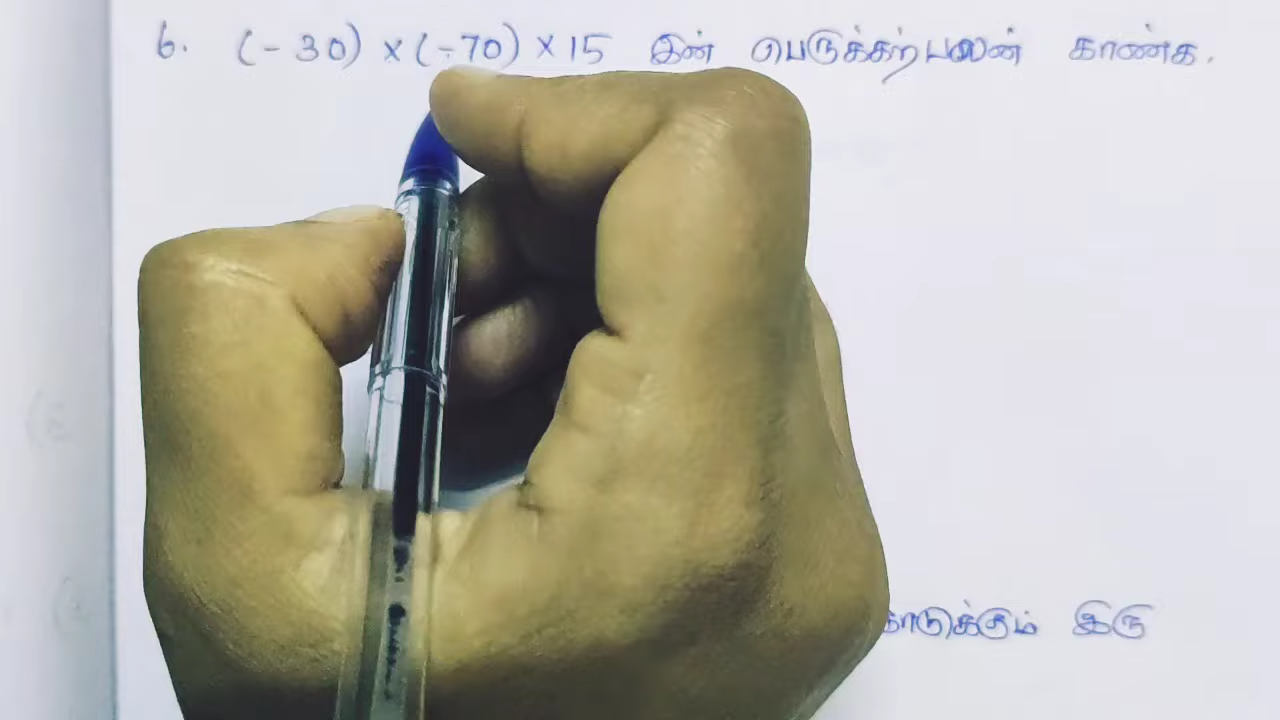 6. (-30) x (-70) x 15 இன் பெருக்கற்பலன் காண்க.
இரு